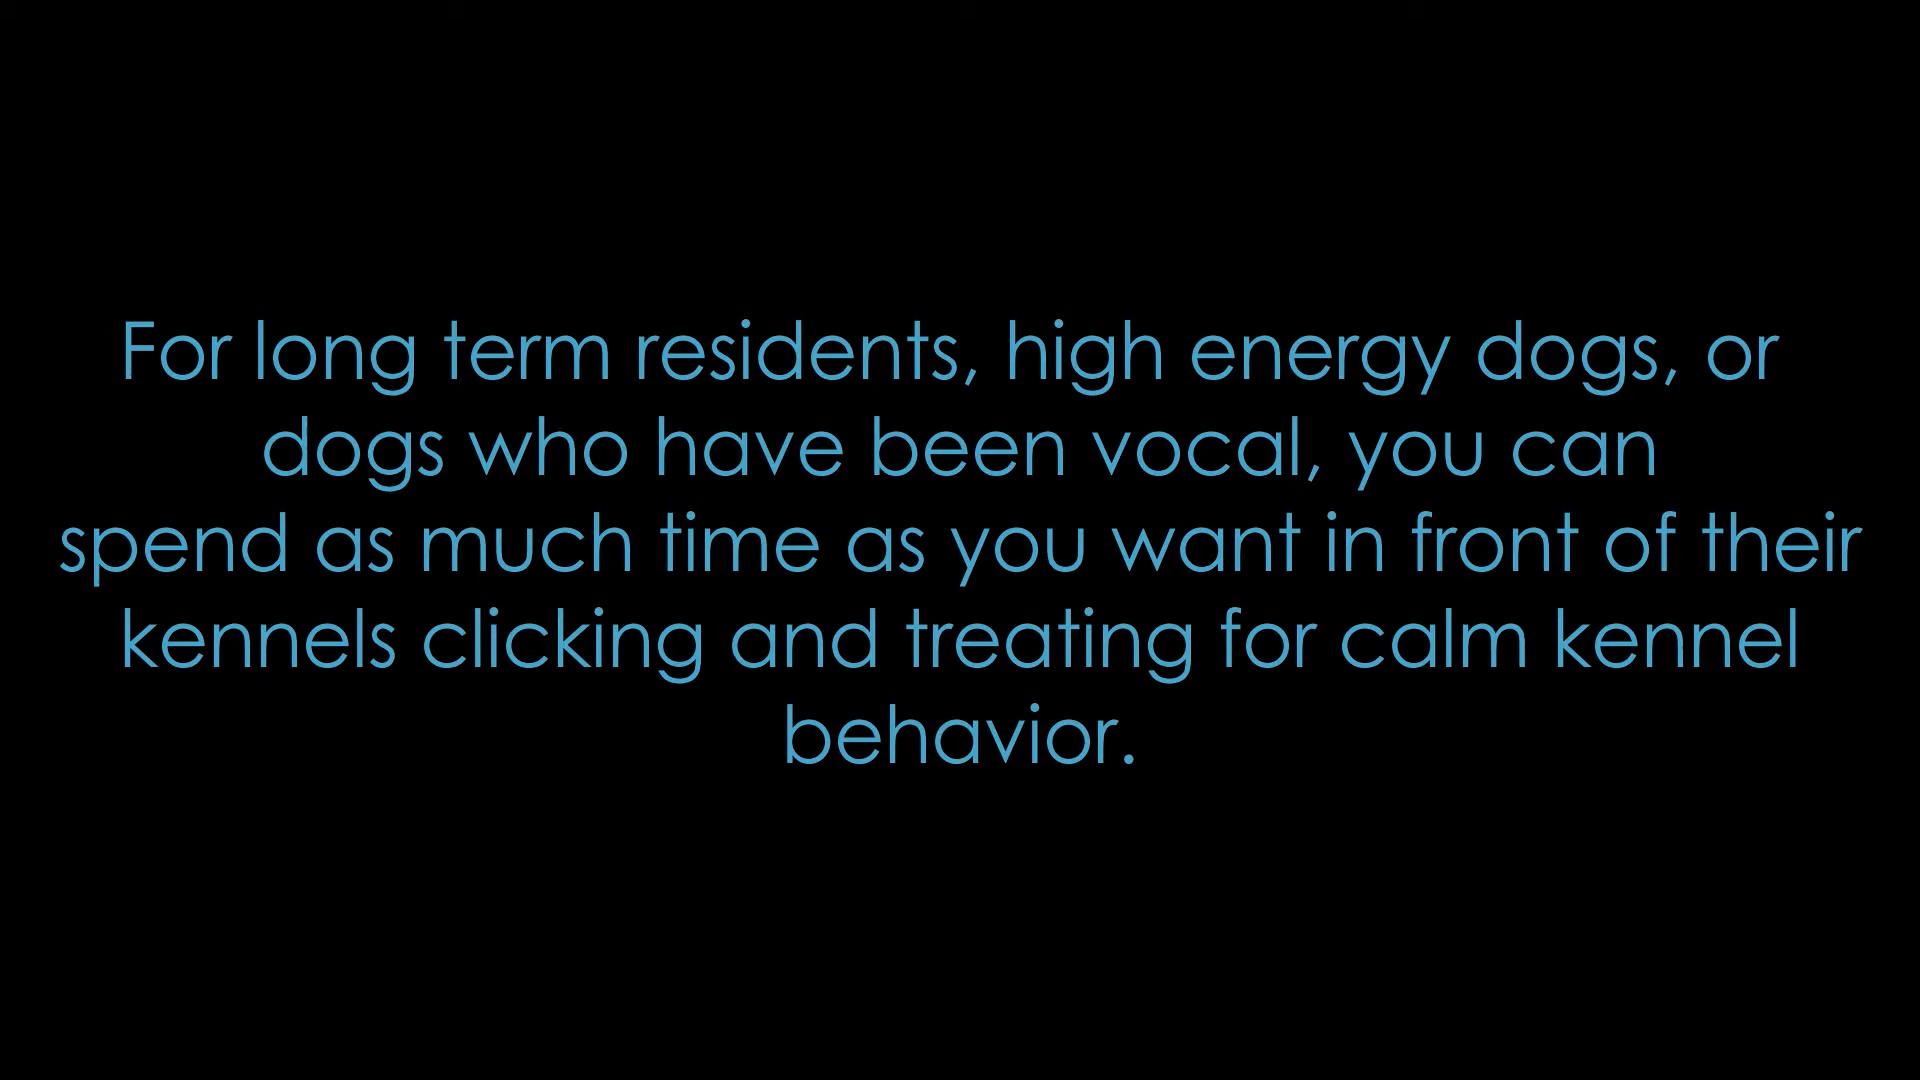 For long term residents, high energy dogs, or
dogs who have been vocal, you can
spend as much time as you want in front of their
kennels clicking and treating for calm kennel
behavior.